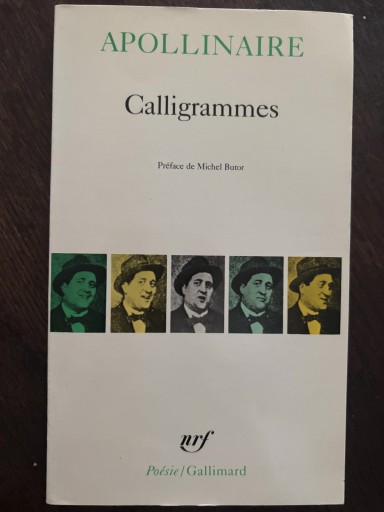 APOLLINAIRE
Calligrammes
Préface de Michel Butor
nrf
Poésie/Gallimard